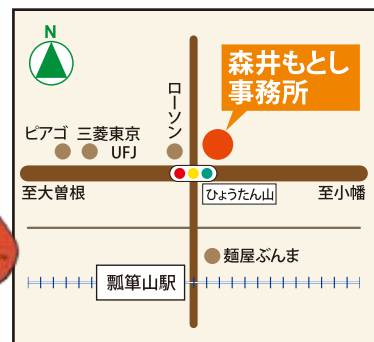 N
森井もとし
事務所
ローソン
ピアゴ
三菱東京
UFJ
至大曽根
ひょうたん山
至小幡
麺屋ぶんま
瓢箪山駅